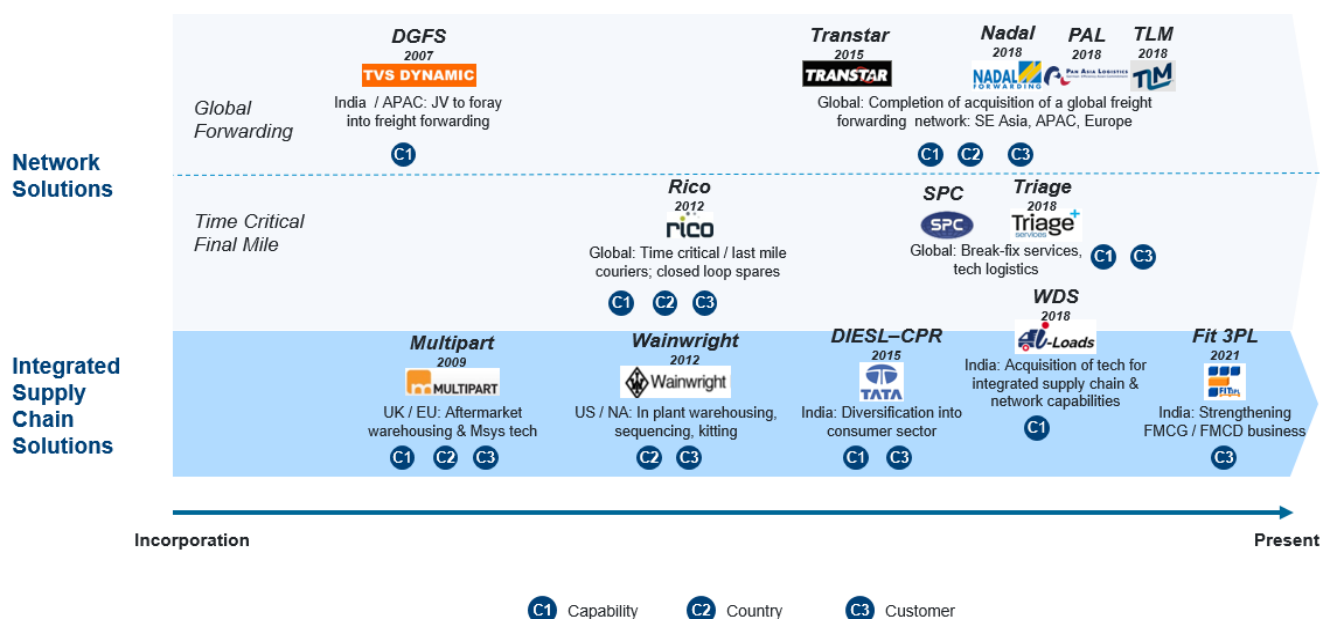 DGFS
2007
TVS DYNAMIC
India / APAC: JV to foray
into freight forwarding
C1
Transtar
2015
TRANSTAR
Nadal
2018
NADAL
FORWARDING
PAL
2018
PAN ASIA LOGISTICS
TLM
2018
TLM
Global: Completion of acquisition of a global freight
forwarding network: SE Asia, APAC, Europe
C1 C2 C3
Global
Forwarding
Network
Solutions
Time Critical
Final Mile
Rico
2012
rico
Global: Time critical / last mile
couriers; closed loop spares
C1 C2 C3
SPC
SPC
Triage
2018
Triage+
services
Global: Break-fix services,
tech logistics
C1 C3
Integrated
Supply
Chain
Solutions
Multipart
2009
MULTIPART
UK / EU: Aftermarket
warehousing & Msys tech
C1 C2 C3
Wainwright
2012
Wainwright
US / NA: In plant warehousing,
sequencing, kitting
C2 C3
DIESL–CPR
2015
TATA
India: Diversification into
consumer sector
C1 C3
WDS
2018
4i-Loads
India: Acquisition of tech for
integrated supply chain &
network capabilities
C1
Fit 3PL
2021
FIT3PL
India: Strengthening
FMCG / FMCD business
C3
Incorporation
Present
C1 Capability C2 Country C3 Customer